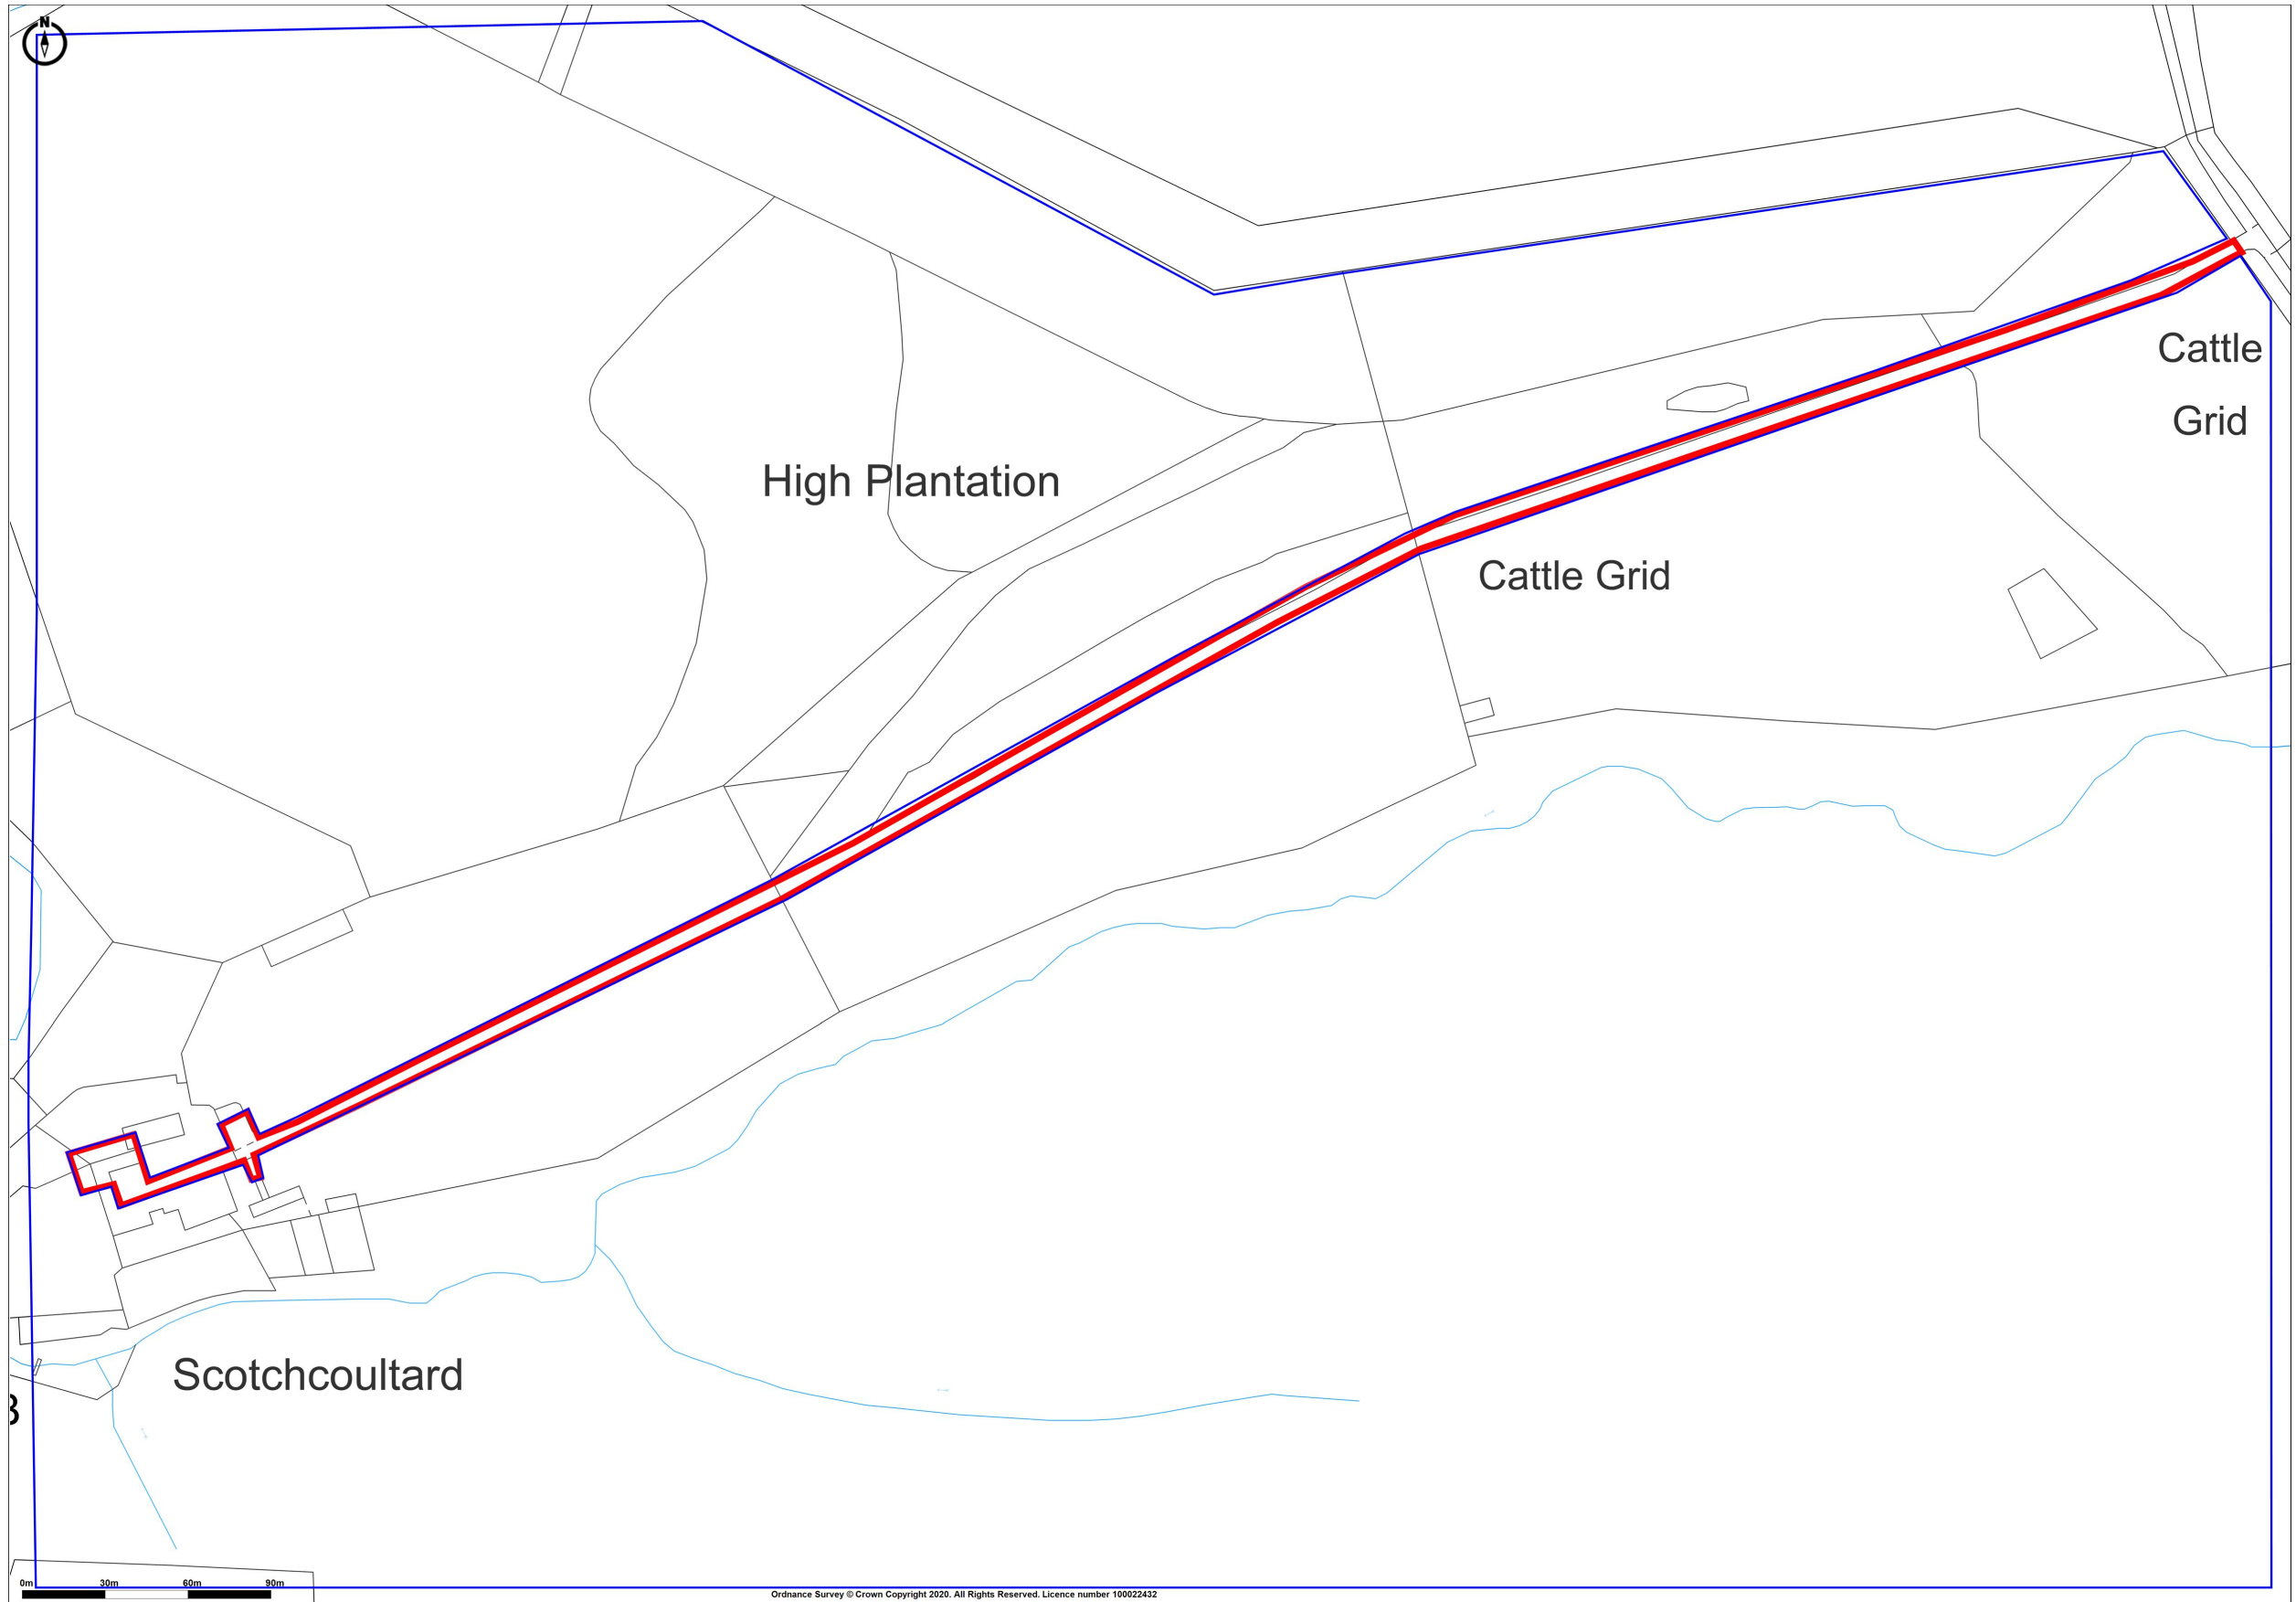 N
Cattle
Grid
High Plantation
Cattle Grid
Scotchcoultard
0m 30m 60m 90m
Ordnance Survey © Crown Copyright 2020. All Rights Reserved. Licence number 100022432